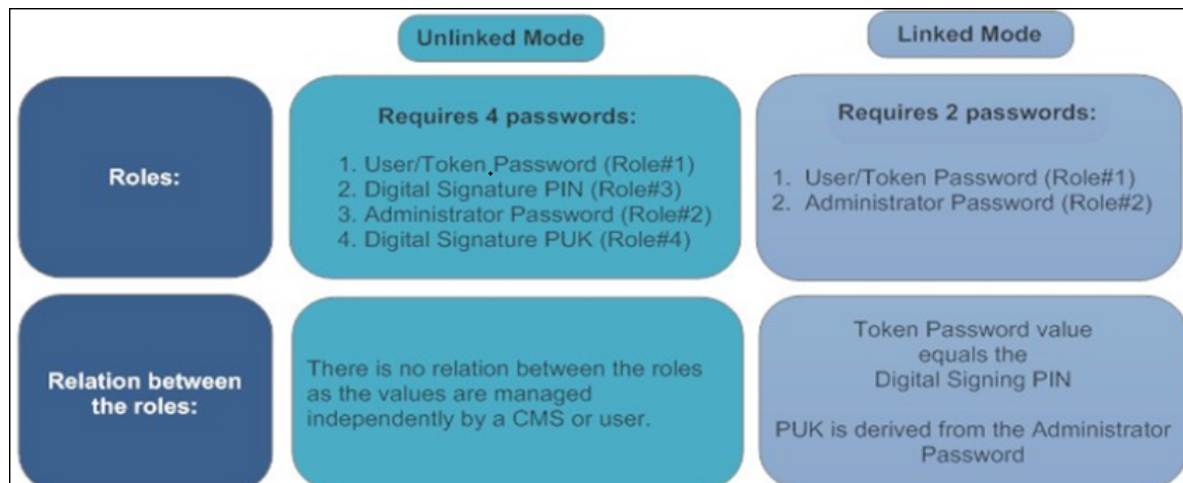 Unlinked Mode
Linked Mode
Roles:
Requires 4 passwords:
1. User/Token Password (Role#1)
2. Digital Signature PIN (Role#3)
3. Administrator Password (Role#2)
4. Digital Signature PUK (Role#4)
Requires 2 passwords:
1. User/Token Password (Role#1)
2. Administrator Password (Role#2)
Relation between
the roles:
There is no relation between the roles
as the values are managed
independently by a CMS or user.
Token Password value
equals the
Digital Signing PIN
PUK is derived from the Administrator
Password